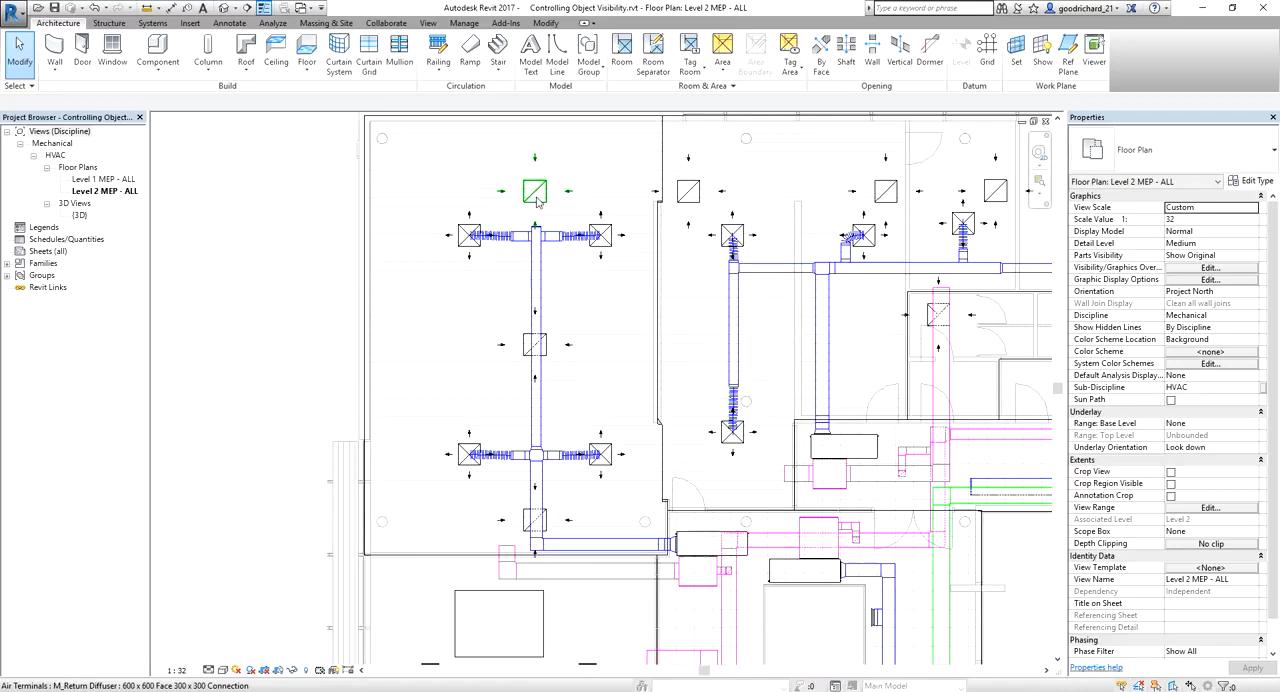 Autodesk Revit 2017 - Controlling Object Visibility.rvt - Floor Plan: Level 2 MEP - ALL
Type a keyword or phrase
goodrichard_21
Architecture Structure Systems Insert Annotate Analyze Massing & Site Collaborate View Manage Add-Ins Modify
Modify Wall Door Window Component Column Roof Ceiling Floor Curtain System Curtain Grid Mullion Railing Ramp Stair Model Text Model Line Model Group Room Room Separator Tag Room Area Area Boundary Tag Area By Face Shaft Wall Vertical Dormer Level Grid Set Show Ref Plane Viewer
Select Build Circulation Model Room & Area Opening Datum Work Plane
Project Browser - Controlling Object...
Views (Discipline)
Mechanical
HVAC
Floor Plans
Level 1 MEP - ALL
Level 2 MEP - ALL
3D Views
{3D}
Legends
Schedules/Quantities
Sheets (all)
Families
Groups
Revit Links
Properties
Floor Plan
Floor Plan: Level 2 MEP - ALL Edit Type
Graphics
View Scale Custom
Scale Value 1: 32
Display Model Normal
Detail Level Medium
Parts Visibility Show Original
Visibility/Graphics Over... Edit...
Graphic Display Options Edit...
Orientation Project North
Wall Join Display Clean all wall joins
Discipline Mechanical
Show Hidden Lines By Discipline
Color Scheme Location Background
Color Scheme <none>
System Color Schemes Edit...
Default Analysis Display... None
Sub-Discipline HVAC
Sun Path
Underlay
Range: Base Level None
Range: Top Level Unbounded
Underlay Orientation Look down
Extents
Crop View
Crop Region Visible
Annotation Crop
View Range Edit...
Associated Level Level 2
Scope Box None
Depth Clipping No clip
Identity Data
View Template <None>
View Name Level 2 MEP - ALL
Dependency Independent
Title on Sheet
Referencing Sheet
Referencing Detail
Phasing
Phase Filter Show All
Properties help Apply
1 : 32
Air Terminals : M_Return Diffuser : 600 x 600 Face 300 x 300 Connection
:0 Main Model :0